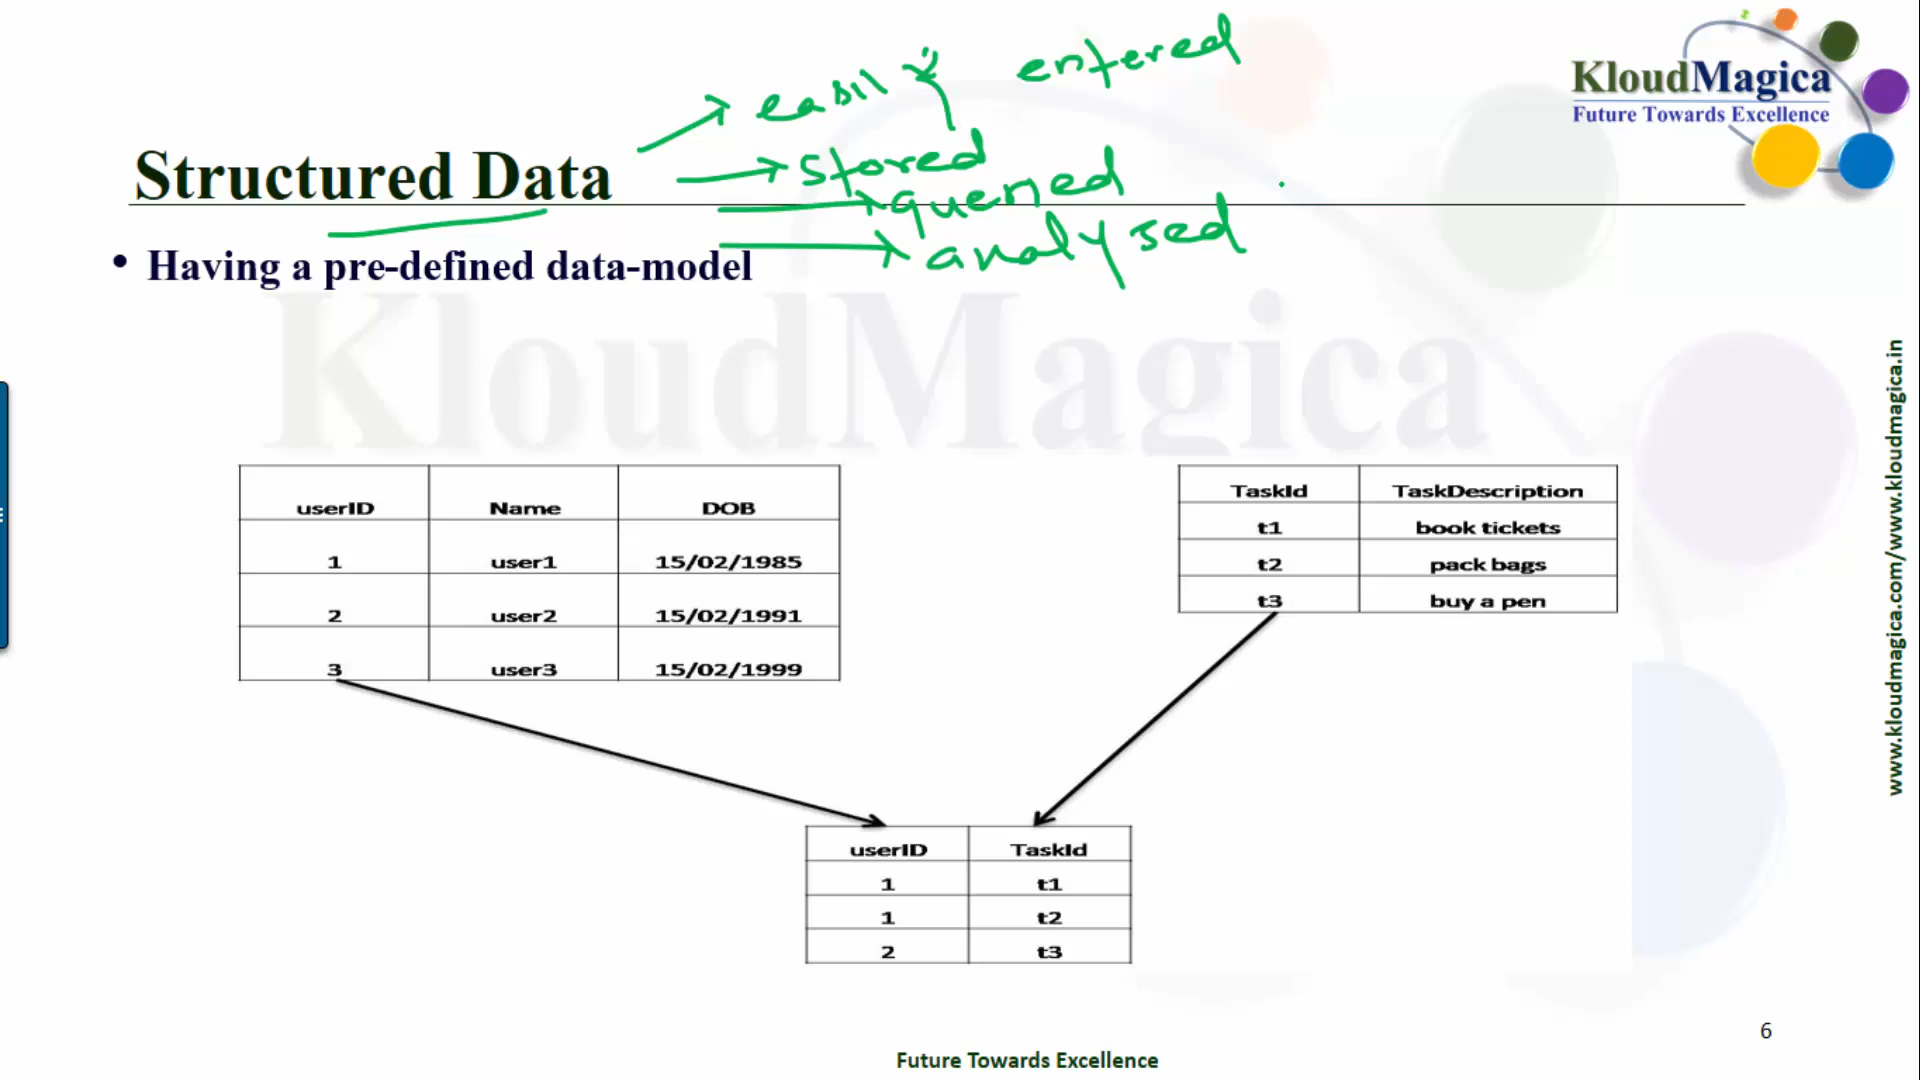 easily entered
KloudMagica
Future Towards Excellence
Structured Data
stored
queried
analysed
• Having a pre-defined data-model
KloudMagica
userID Name DOB
1 user1 15/02/1985
2 user2 15/02/1991
3 user3 15/02/1999
TaskId TaskDescription
t1 book tickets
t2 pack bags
t3 buy a pen
userID TaskId
1 t1
1 t2
2 t3
www.kloudmagica.com/www.kloudmagica.in
6
Future Towards Excellence